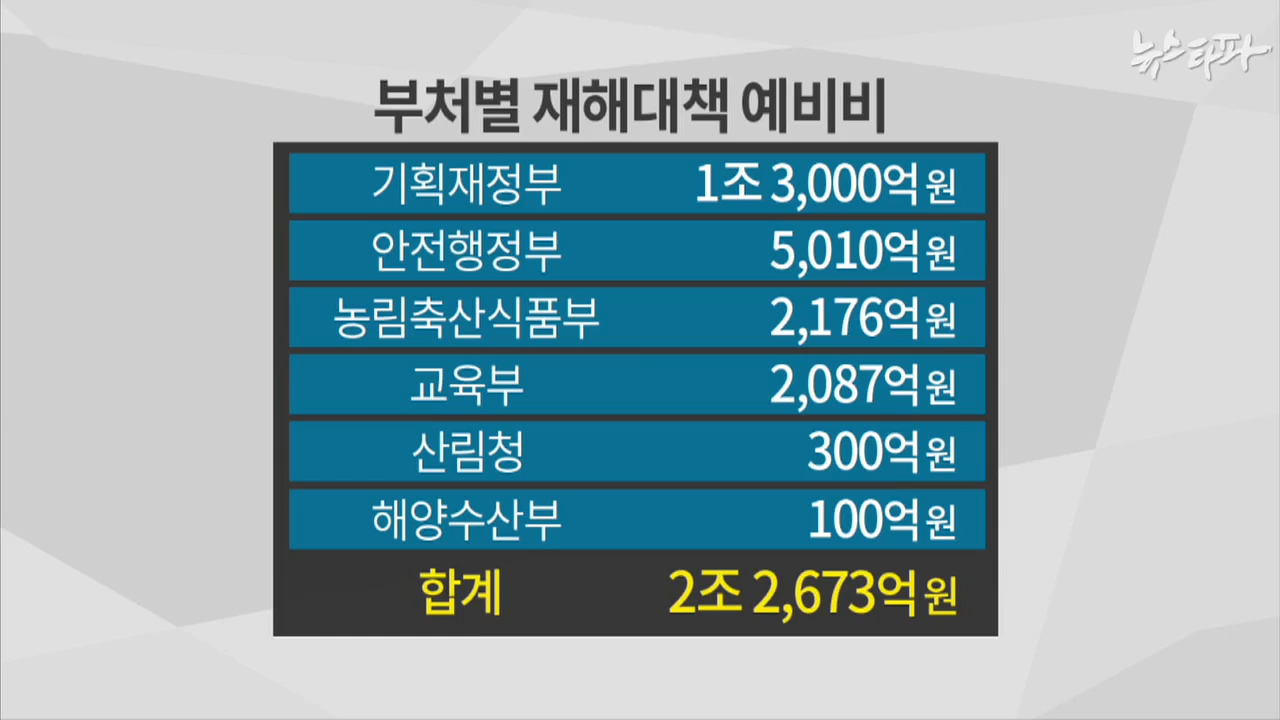 뉴스타파
부처별 재해대책 예비비
기획재정부 1조 3,000억 원
안전행정부 5,010억 원
농림축산식품부 2,176억 원
교육부 2,087억 원
산림청 300억 원
해양수산부 100억 원
합계 2조 2,673억 원